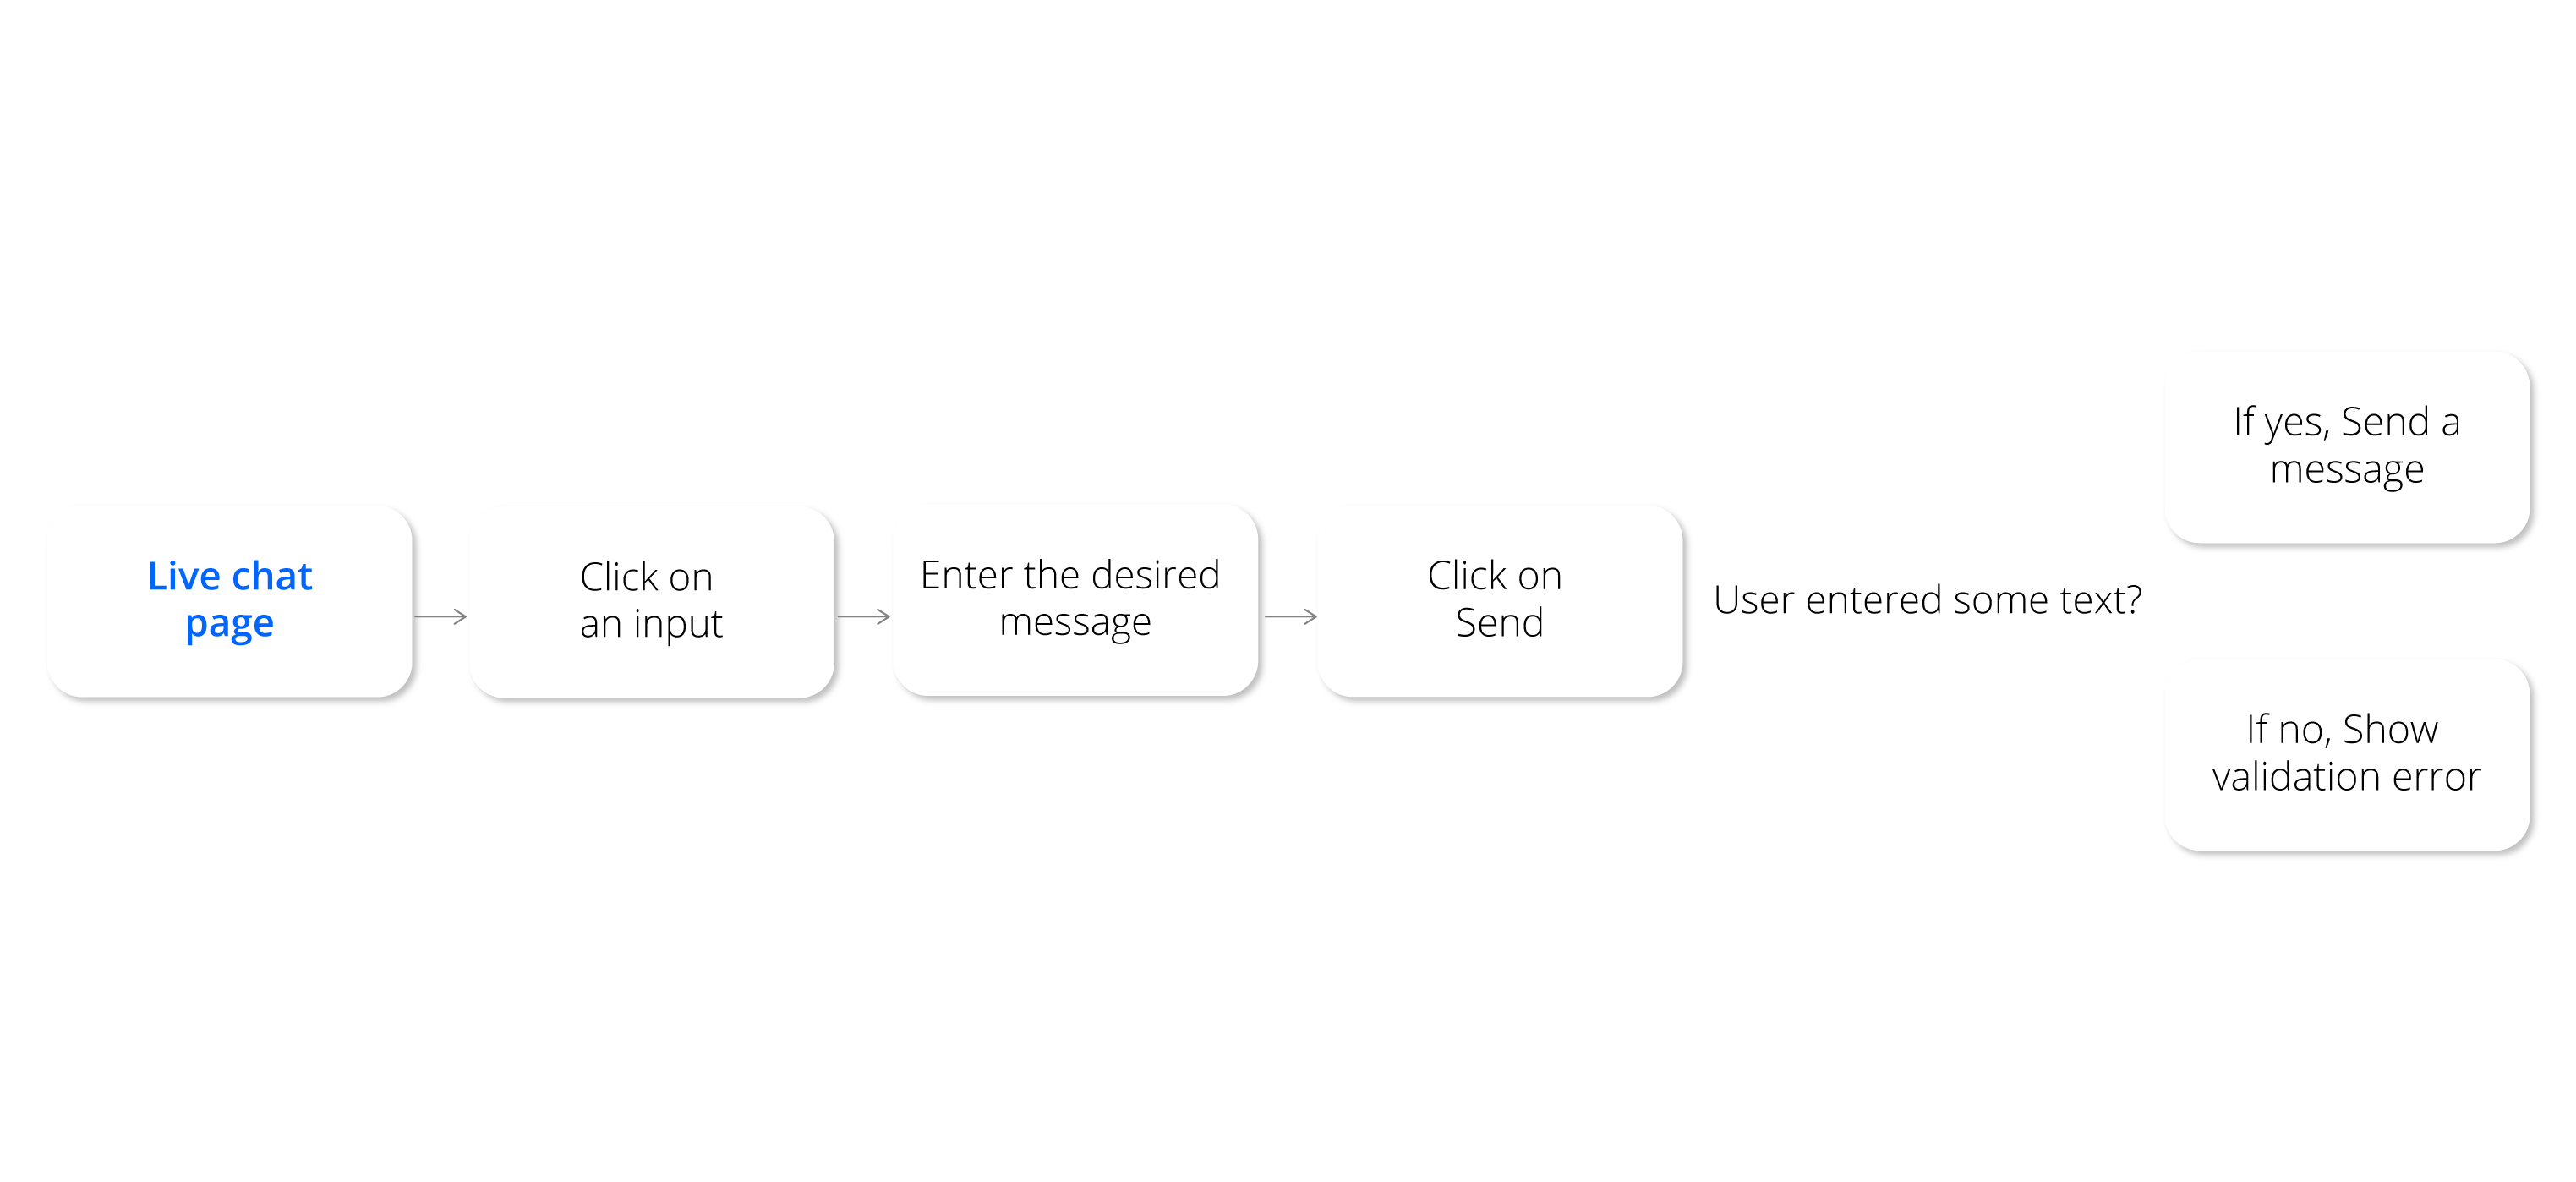 Live chat
page
Click on
an input
Enter the desired
message
Click on
Send
User entered some text?
If yes, Send a
message
If no, Show
validation error